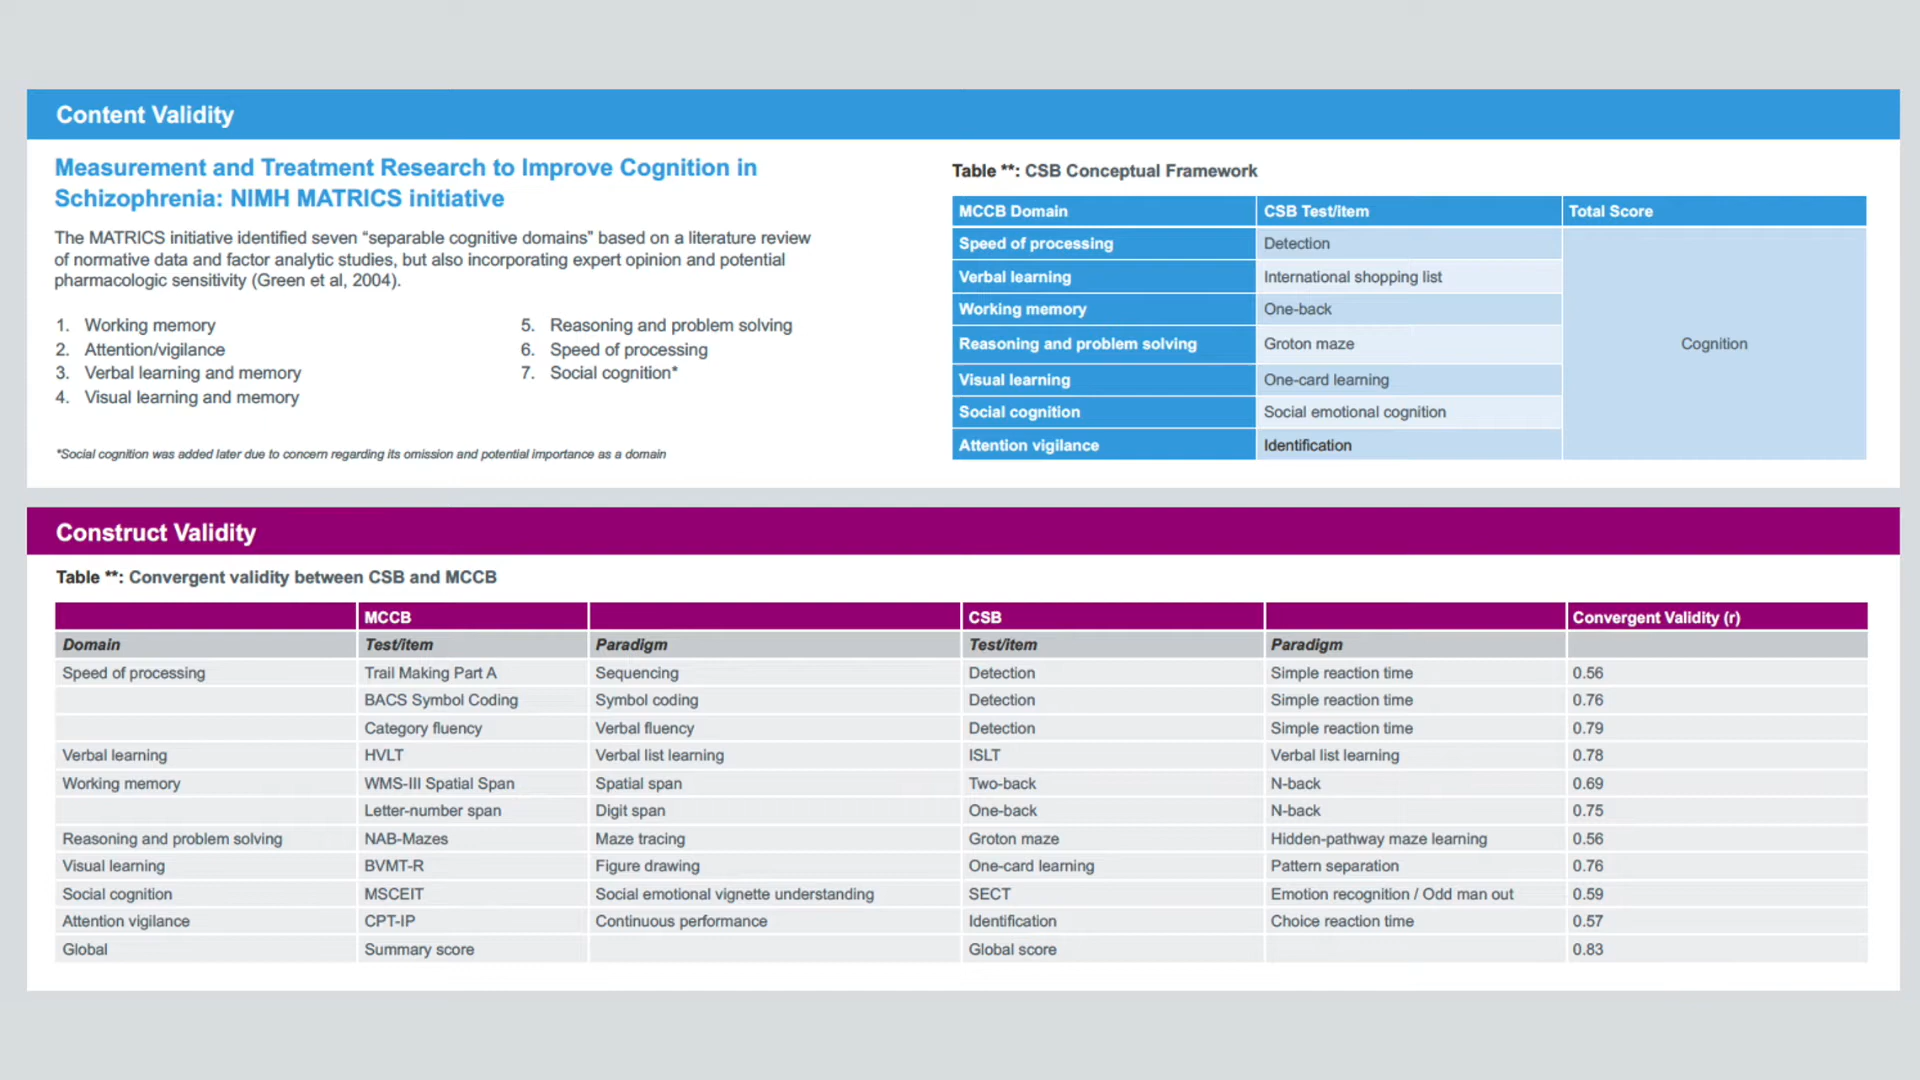 Content Validity
Measurement and Treatment Research to Improve Cognition in
Schizophrenia: NIMH MATRICS initiative
The MATRICS initiative identified seven “separable cognitive domains” based on a literature review
of normative data and factor analytic studies, but also incorporating expert opinion and potential
pharmacologic sensitivity (Green et al, 2004).
1. Working memory
2. Attention/vigilance
3. Verbal learning and memory
4. Visual learning and memory
5. Reasoning and problem solving
6. Speed of processing
7. Social cognition*
*Social cognition was added later due to concern regarding its omission and potential importance as a domain
Table **: CSB Conceptual Framework
MCCB Domain CSB Test/item Total Score
Speed of processing Detection
Verbal learning International shopping list
Working memory One-back
Reasoning and problem solving Groton maze Cognition
Visual learning One-card learning
Social cognition Social emotional cognition
Attention vigilance Identification
Construct Validity
Table **: Convergent validity between CSB and MCCB
MCCB CSB Convergent Validity (r)
Domain Test/item Paradigm Test/item Paradigm
Speed of processing Trail Making Part A Sequencing Detection Simple reaction time 0.56
BACS Symbol Coding Symbol coding Detection Simple reaction time 0.76
Category fluency Verbal fluency Detection Simple reaction time 0.79
Verbal learning HVLT Verbal list learning ISLT Verbal list learning 0.78
Working memory WMS-III Spatial Span Spatial span Two-back N-back 0.69
Letter-number span Digit span One-back N-back 0.75
Reasoning and problem solving NAB-Mazes Maze tracing Groton maze Hidden-pathway maze learning 0.56
Visual learning BVMT-R Figure drawing One-card learning Pattern separation 0.76
Social cognition MSCEIT Social emotional vignette understanding SECT Emotion recognition / Odd man out 0.59
Attention vigilance CPT-IP Continuous performance Identification Choice reaction time 0.57
Global Summary score Global score 0.83